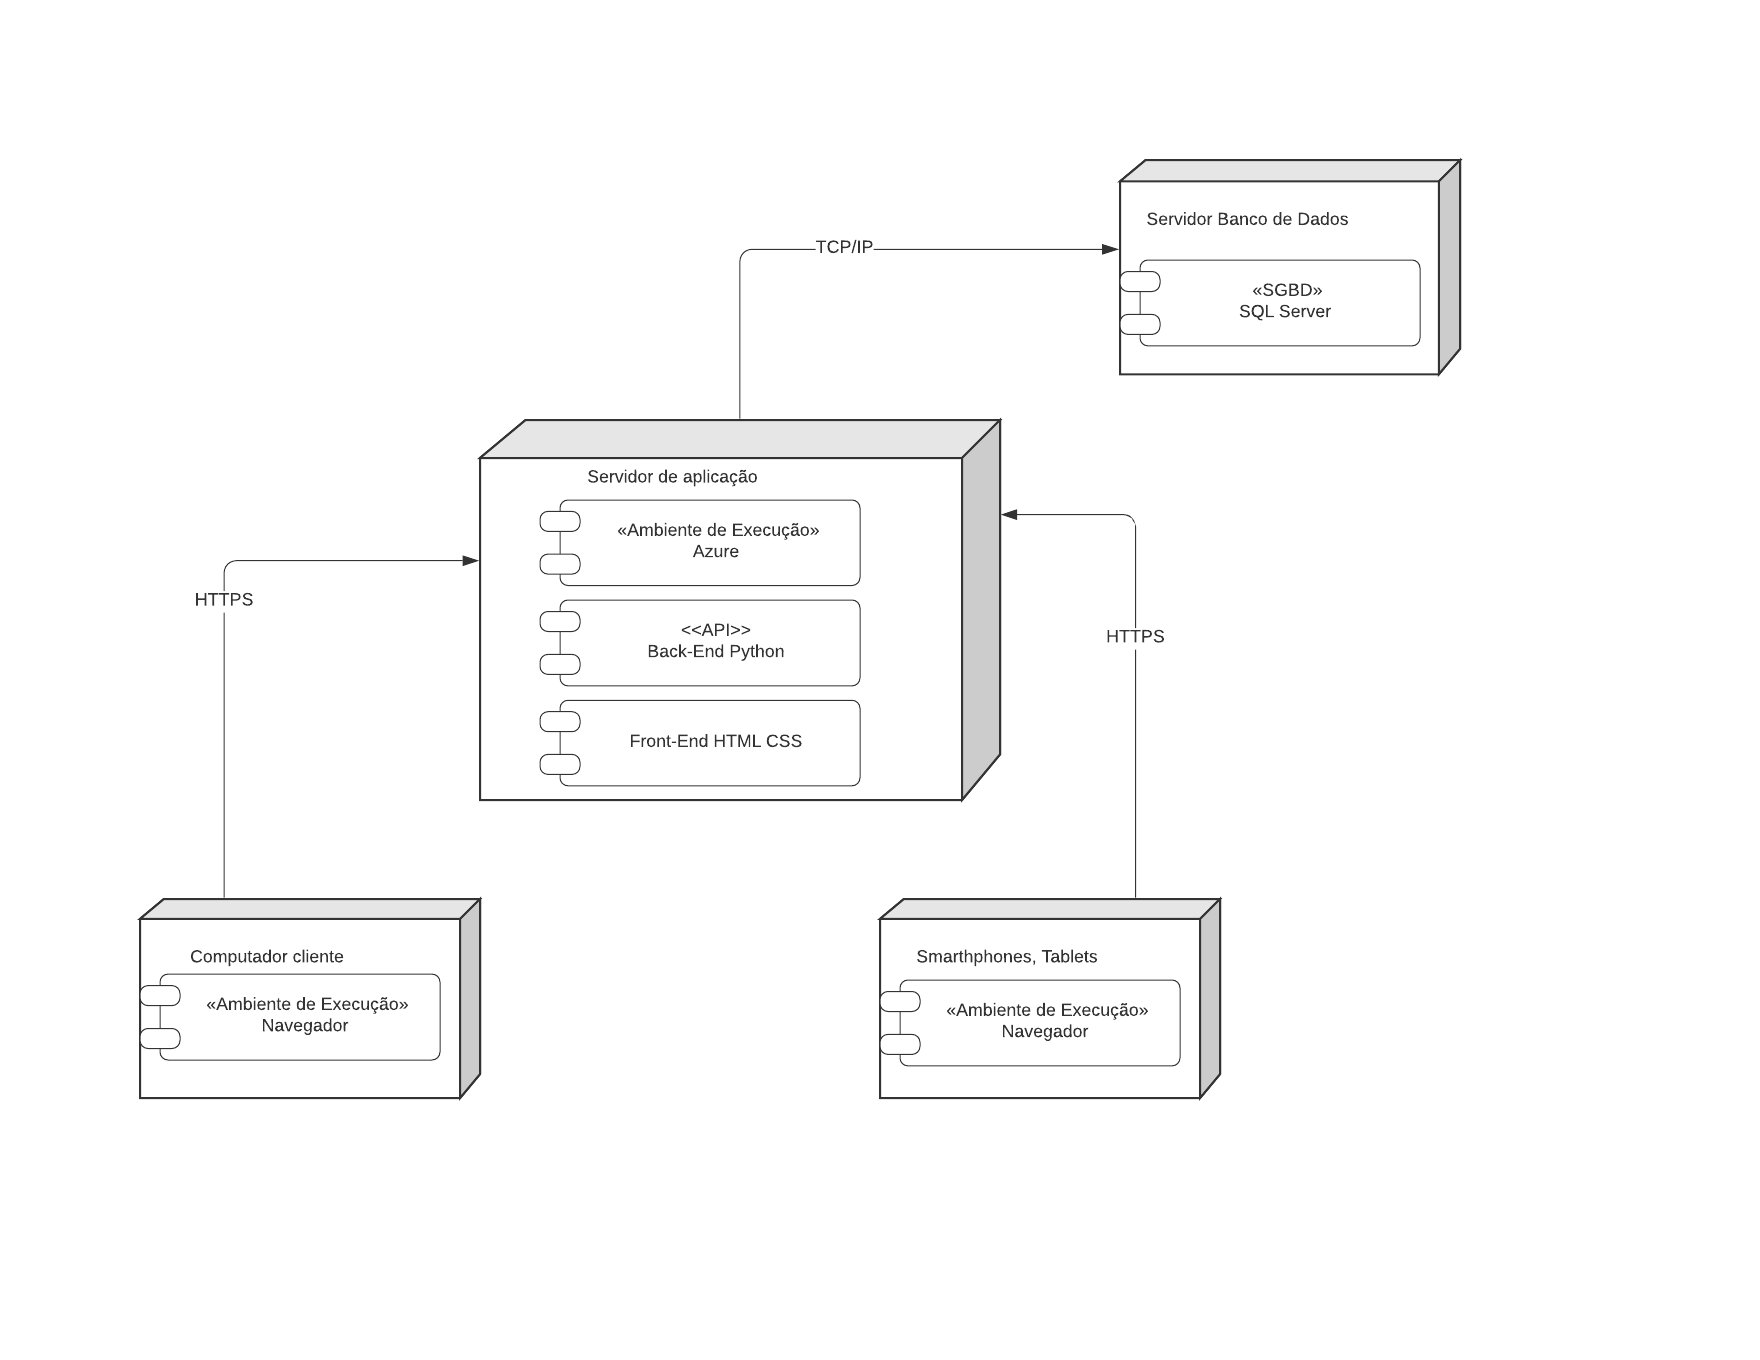 Servidor Banco de Dados
TCP/IP
«SGBD»
SQL Server
Servidor de aplicação
«Ambiente de Execução»
Azure
HTTPS
<<API>>
Back-End Python
HTTPS
Front-End HTML CSS
Computador cliente
«Ambiente de Execução»
Navegador
Smarthphones, Tablets
«Ambiente de Execução»
Navegador